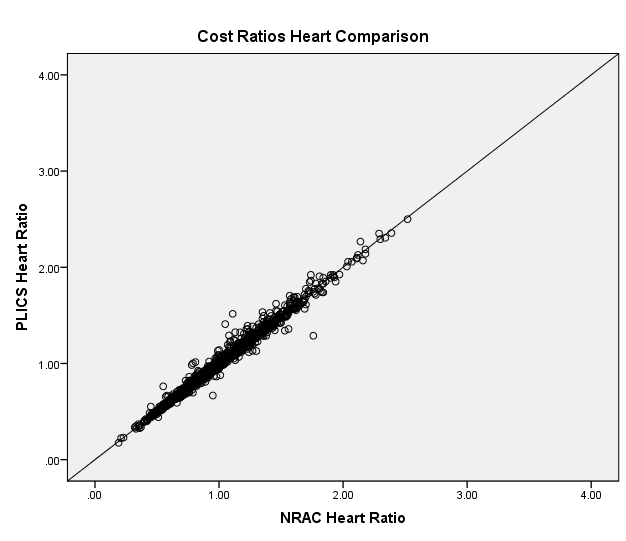 Cost Ratios Heart Comparison
4.00
3.00
2.00
1.00
.00
PLICS Heart Ratio
.00 1.00 2.00 3.00 4.00
NRAC Heart Ratio